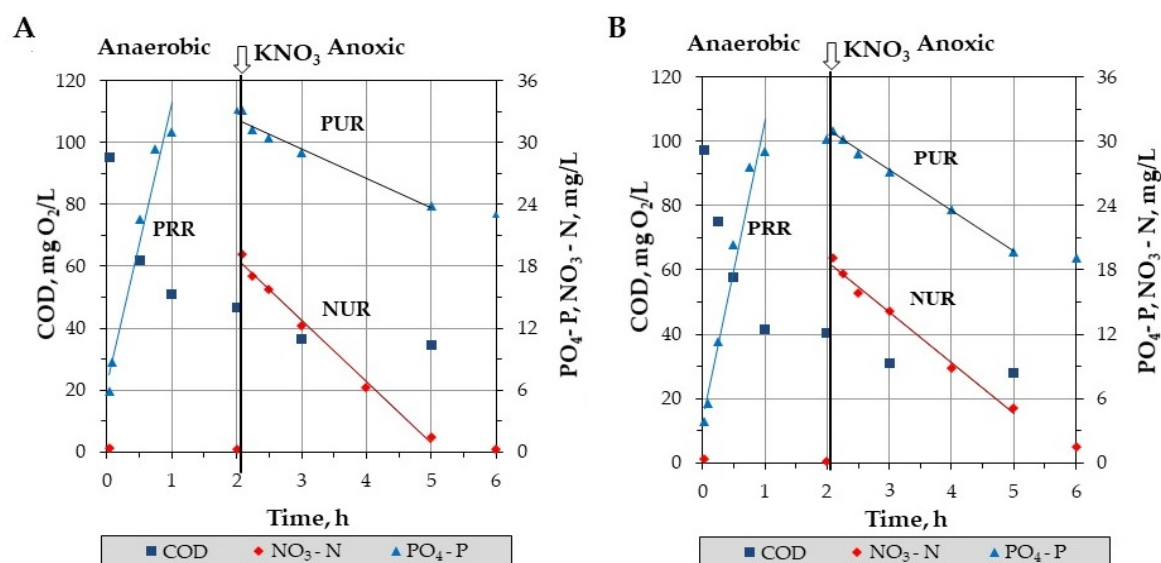 A
Anaerobic
KNO₃
Anoxic
120
100
80
60
40
20
0
COD, mg O₂/L
36
30
24
18
12
6
0
PO₄- P, NO₃ - N, mg/L
PUR
PRR
NUR
0 1 2 3 4 5 6
Time, h
COD NO₃ - N PO₄ - P
B
Anaerobic
KNO₃
Anoxic
120
100
80
60
40
20
0
COD, mg O₂/L
36
30
24
18
12
6
0
PO₄- P, NO₃ - N, mg/L
PUR
PRR
NUR
0 1 2 3 4 5 6
Time, h
COD NO₃ - N PO₄ - P